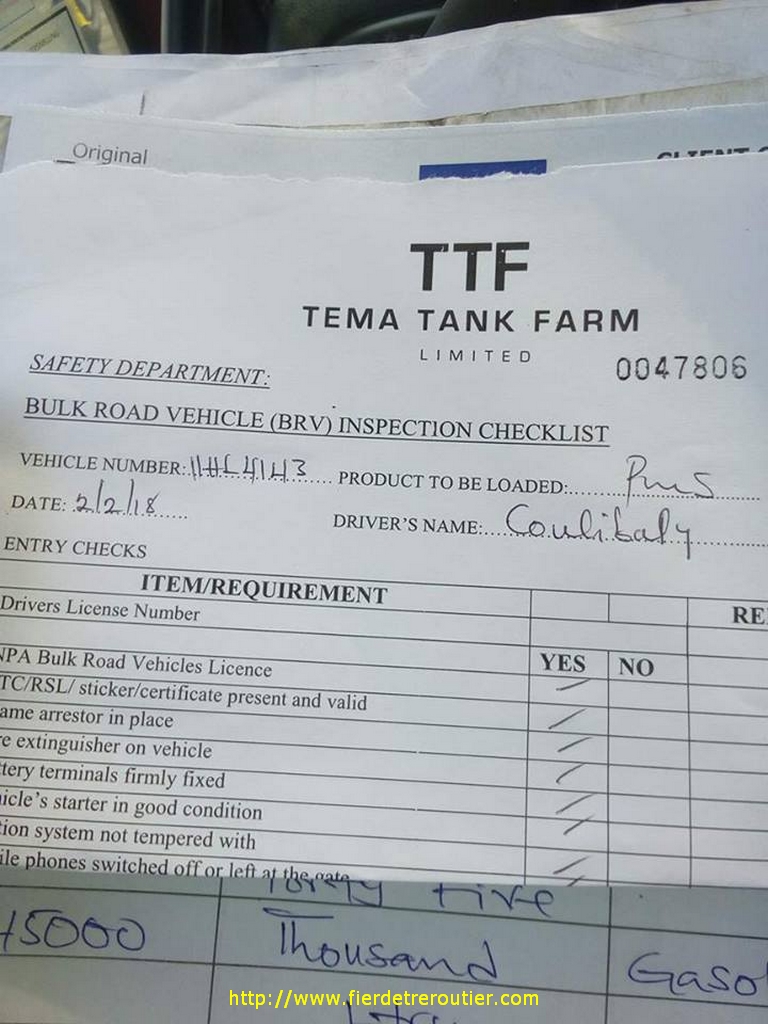 Original
TTF
TEMA TANK FARM
LIMITED
0047806
SAFETY DEPARTMENT:
BULK ROAD VEHICLE (BRV) INSPECTION CHECKLIST
VEHICLE NUMBER: 4143 PRODUCT TO BE LOADED: Pms
DATE: 2/2/18 DRIVER'S NAME: Coulibaly
ENTRY CHECKS
ITEM/REQUIREMENT
Drivers License Number RE
NPA Bulk Road Vehicles Licence YES NO
TC/RSL/ sticker/certificate present and valid
ame arrestor in place
re extinguisher on vehicle
tery terminals firmly fixed
icle's starter in good condition
tion system not tempered with
ile phones switched off or left at the gate
forty five
45000 Thousand Gaso
http://www.fierdetreroutier.com